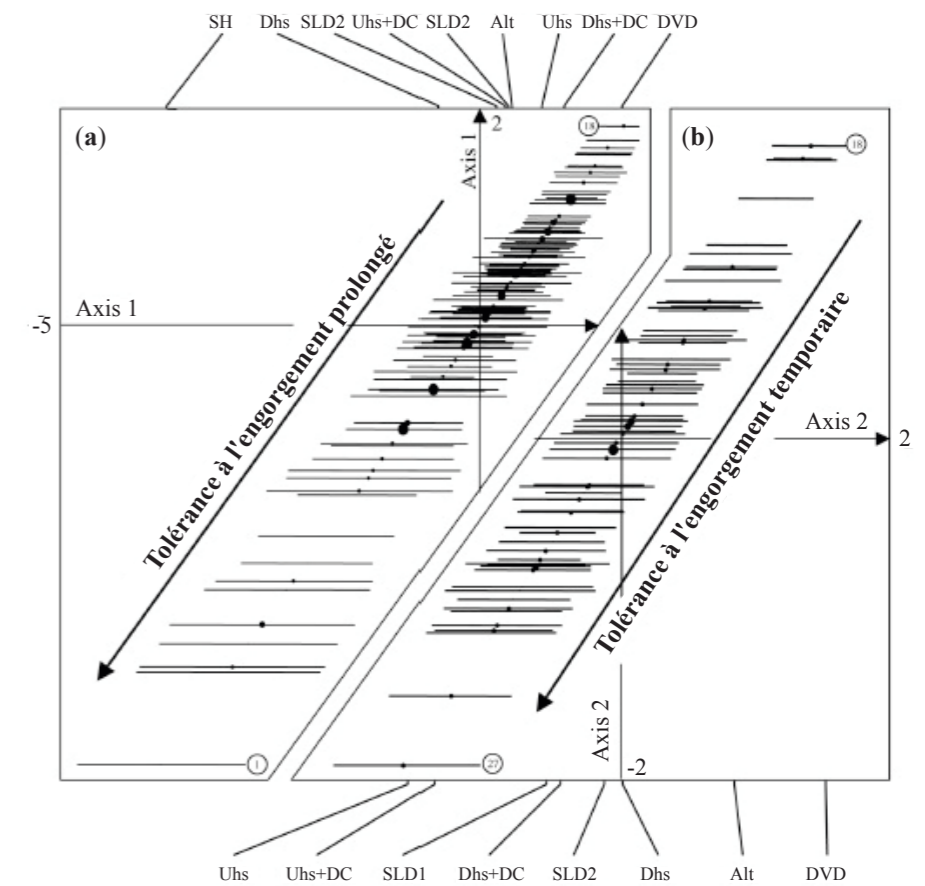 SH Dhs SLD2 Uhs+DC SLD2 Alt Uhs Dhs+DC DVD
(a)
2
Axis 1
18
(b)
18
Tolérance à l'engorgement prolongé
-5
Axis 1
Tolérance à l'engorgement temporaire
Axis 2
2
Axis 2
-2
1
27
Uhs Uhs+DC SLD1 Dhs+DC SLD2 Dhs Alt DVD